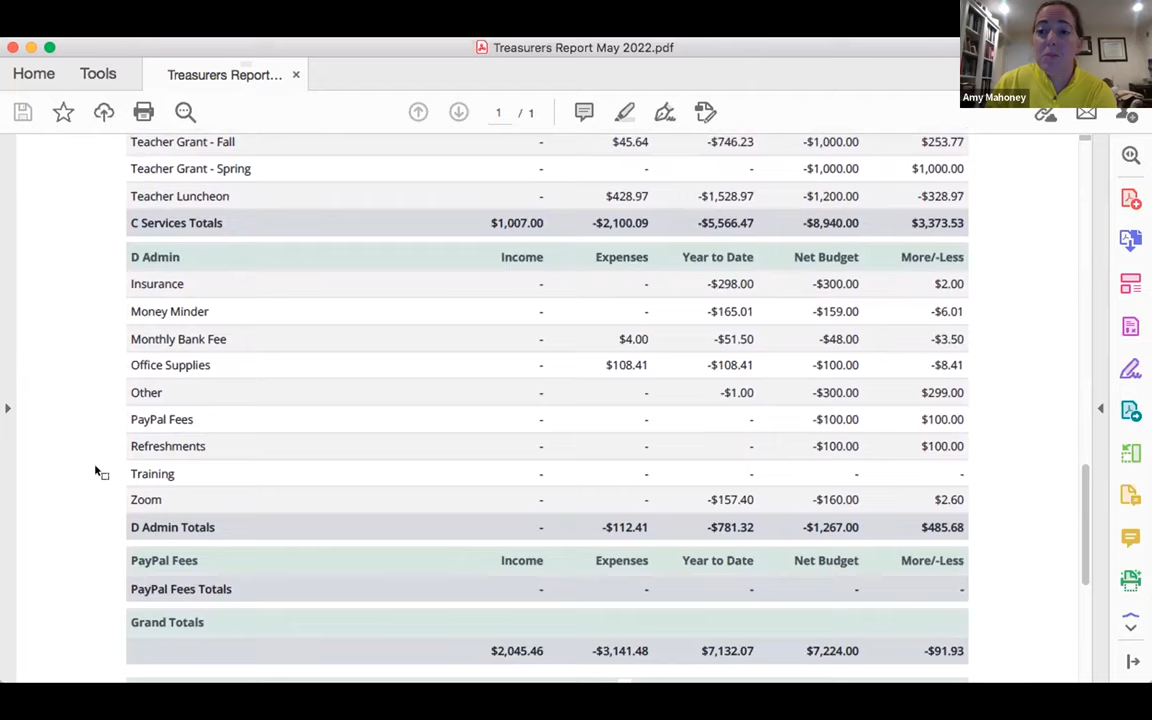 Treasurers Report May 2022.pdf
Home Tools Treasurers Report... ×
1 / 1
Amy Mahoney
Teacher Grant - Fall - $45.64 -$746.23 -$1,000.00 $253.77
Teacher Grant - Spring - - - -$1,000.00 $1,000.00
Teacher Luncheon - $428.97 -$1,528.97 -$1,200.00 -$328.97
C Services Totals $1,007.00 -$2,100.09 -$5,566.47 -$8,940.00 $3,373.53
D Admin Income Expenses Year to Date Net Budget More/-Less
Insurance - - -$298.00 -$300.00 $2.00
Money Minder - - -$165.01 -$159.00 -$6.01
Monthly Bank Fee - $4.00 -$51.50 -$48.00 -$3.50
Office Supplies - $108.41 -$108.41 -$100.00 -$8.41
Other - - -$1.00 -$300.00 $299.00
PayPal Fees - - - -$100.00 $100.00
Refreshments - - - -$100.00 $100.00
Training - - - - -
Zoom - - -$157.40 -$160.00 $2.60
D Admin Totals - -$112.41 -$781.32 -$1,267.00 $485.68
PayPal Fees Income Expenses Year to Date Net Budget More/-Less
PayPal Fees Totals - - - - -
Grand Totals
$2,045.46 -$3,141.48 $7,132.07 $7,224.00 -$91.93